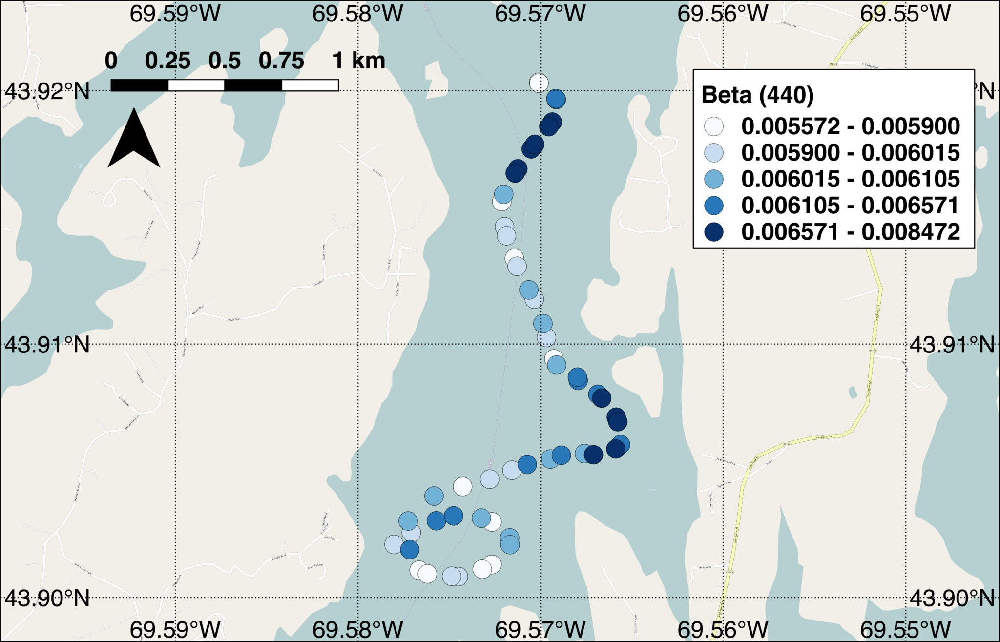 69.59°W 69.58°W 69.57°W 69.56°W 69.55°W
0 0.25 0.5 0.75 1 km
43.92°N °N
Beta (440)
0.005572 - 0.005900
0.005900 - 0.006015
0.006015 - 0.006105
0.006105 - 0.006571
0.006571 - 0.008472
43.91°N 43.91°N
43.90°N 43.90°N
69.59°W 69.58°W 69.57°W 69.56°W 69.55°W